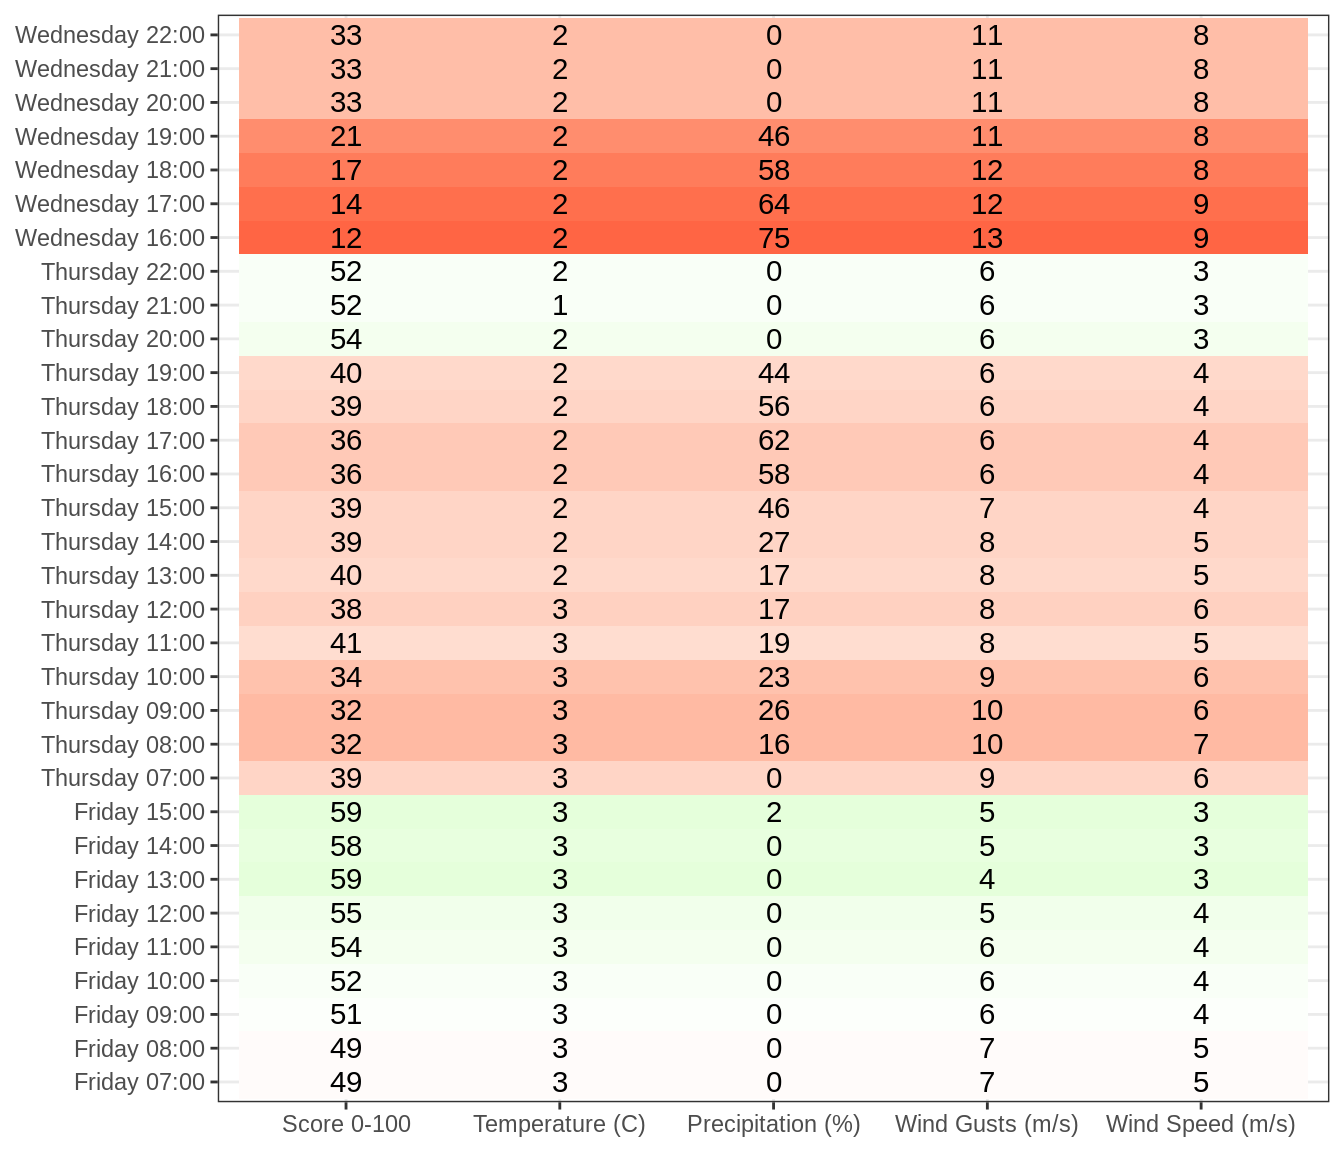 Wednesday 22:00 33 2 0 11 8
Wednesday 21:00 33 2 0 11 8
Wednesday 20:00 33 2 0 11 8
Wednesday 19:00 21 2 46 11 8
Wednesday 18:00 17 2 58 12 8
Wednesday 17:00 14 2 64 12 9
Wednesday 16:00 12 2 75 13 9
Thursday 22:00 52 2 0 6 3
Thursday 21:00 52 1 0 6 3
Thursday 20:00 54 2 0 6 3
Thursday 19:00 40 2 44 6 4
Thursday 18:00 39 2 56 6 4
Thursday 17:00 36 2 62 6 4
Thursday 16:00 36 2 58 6 4
Thursday 15:00 39 2 46 7 4
Thursday 14:00 39 2 27 8 5
Thursday 13:00 40 2 17 8 5
Thursday 12:00 38 3 17 8 6
Thursday 11:00 41 3 19 8 5
Thursday 10:00 34 3 23 9 6
Thursday 09:00 32 3 26 10 6
Thursday 08:00 32 3 16 10 7
Thursday 07:00 39 3 0 9 6
Friday 15:00 59 3 2 5 3
Friday 14:00 58 3 0 5 3
Friday 13:00 59 3 0 4 3
Friday 12:00 55 3 0 5 4
Friday 11:00 54 3 0 6 4
Friday 10:00 52 3 0 6 4
Friday 09:00 51 3 0 6 4
Friday 08:00 49 3 0 7 5
Friday 07:00 49 3 0 7 5
Score 0-100 Temperature (C) Precipitation (%) Wind Gusts (m/s) Wind Speed (m/s)